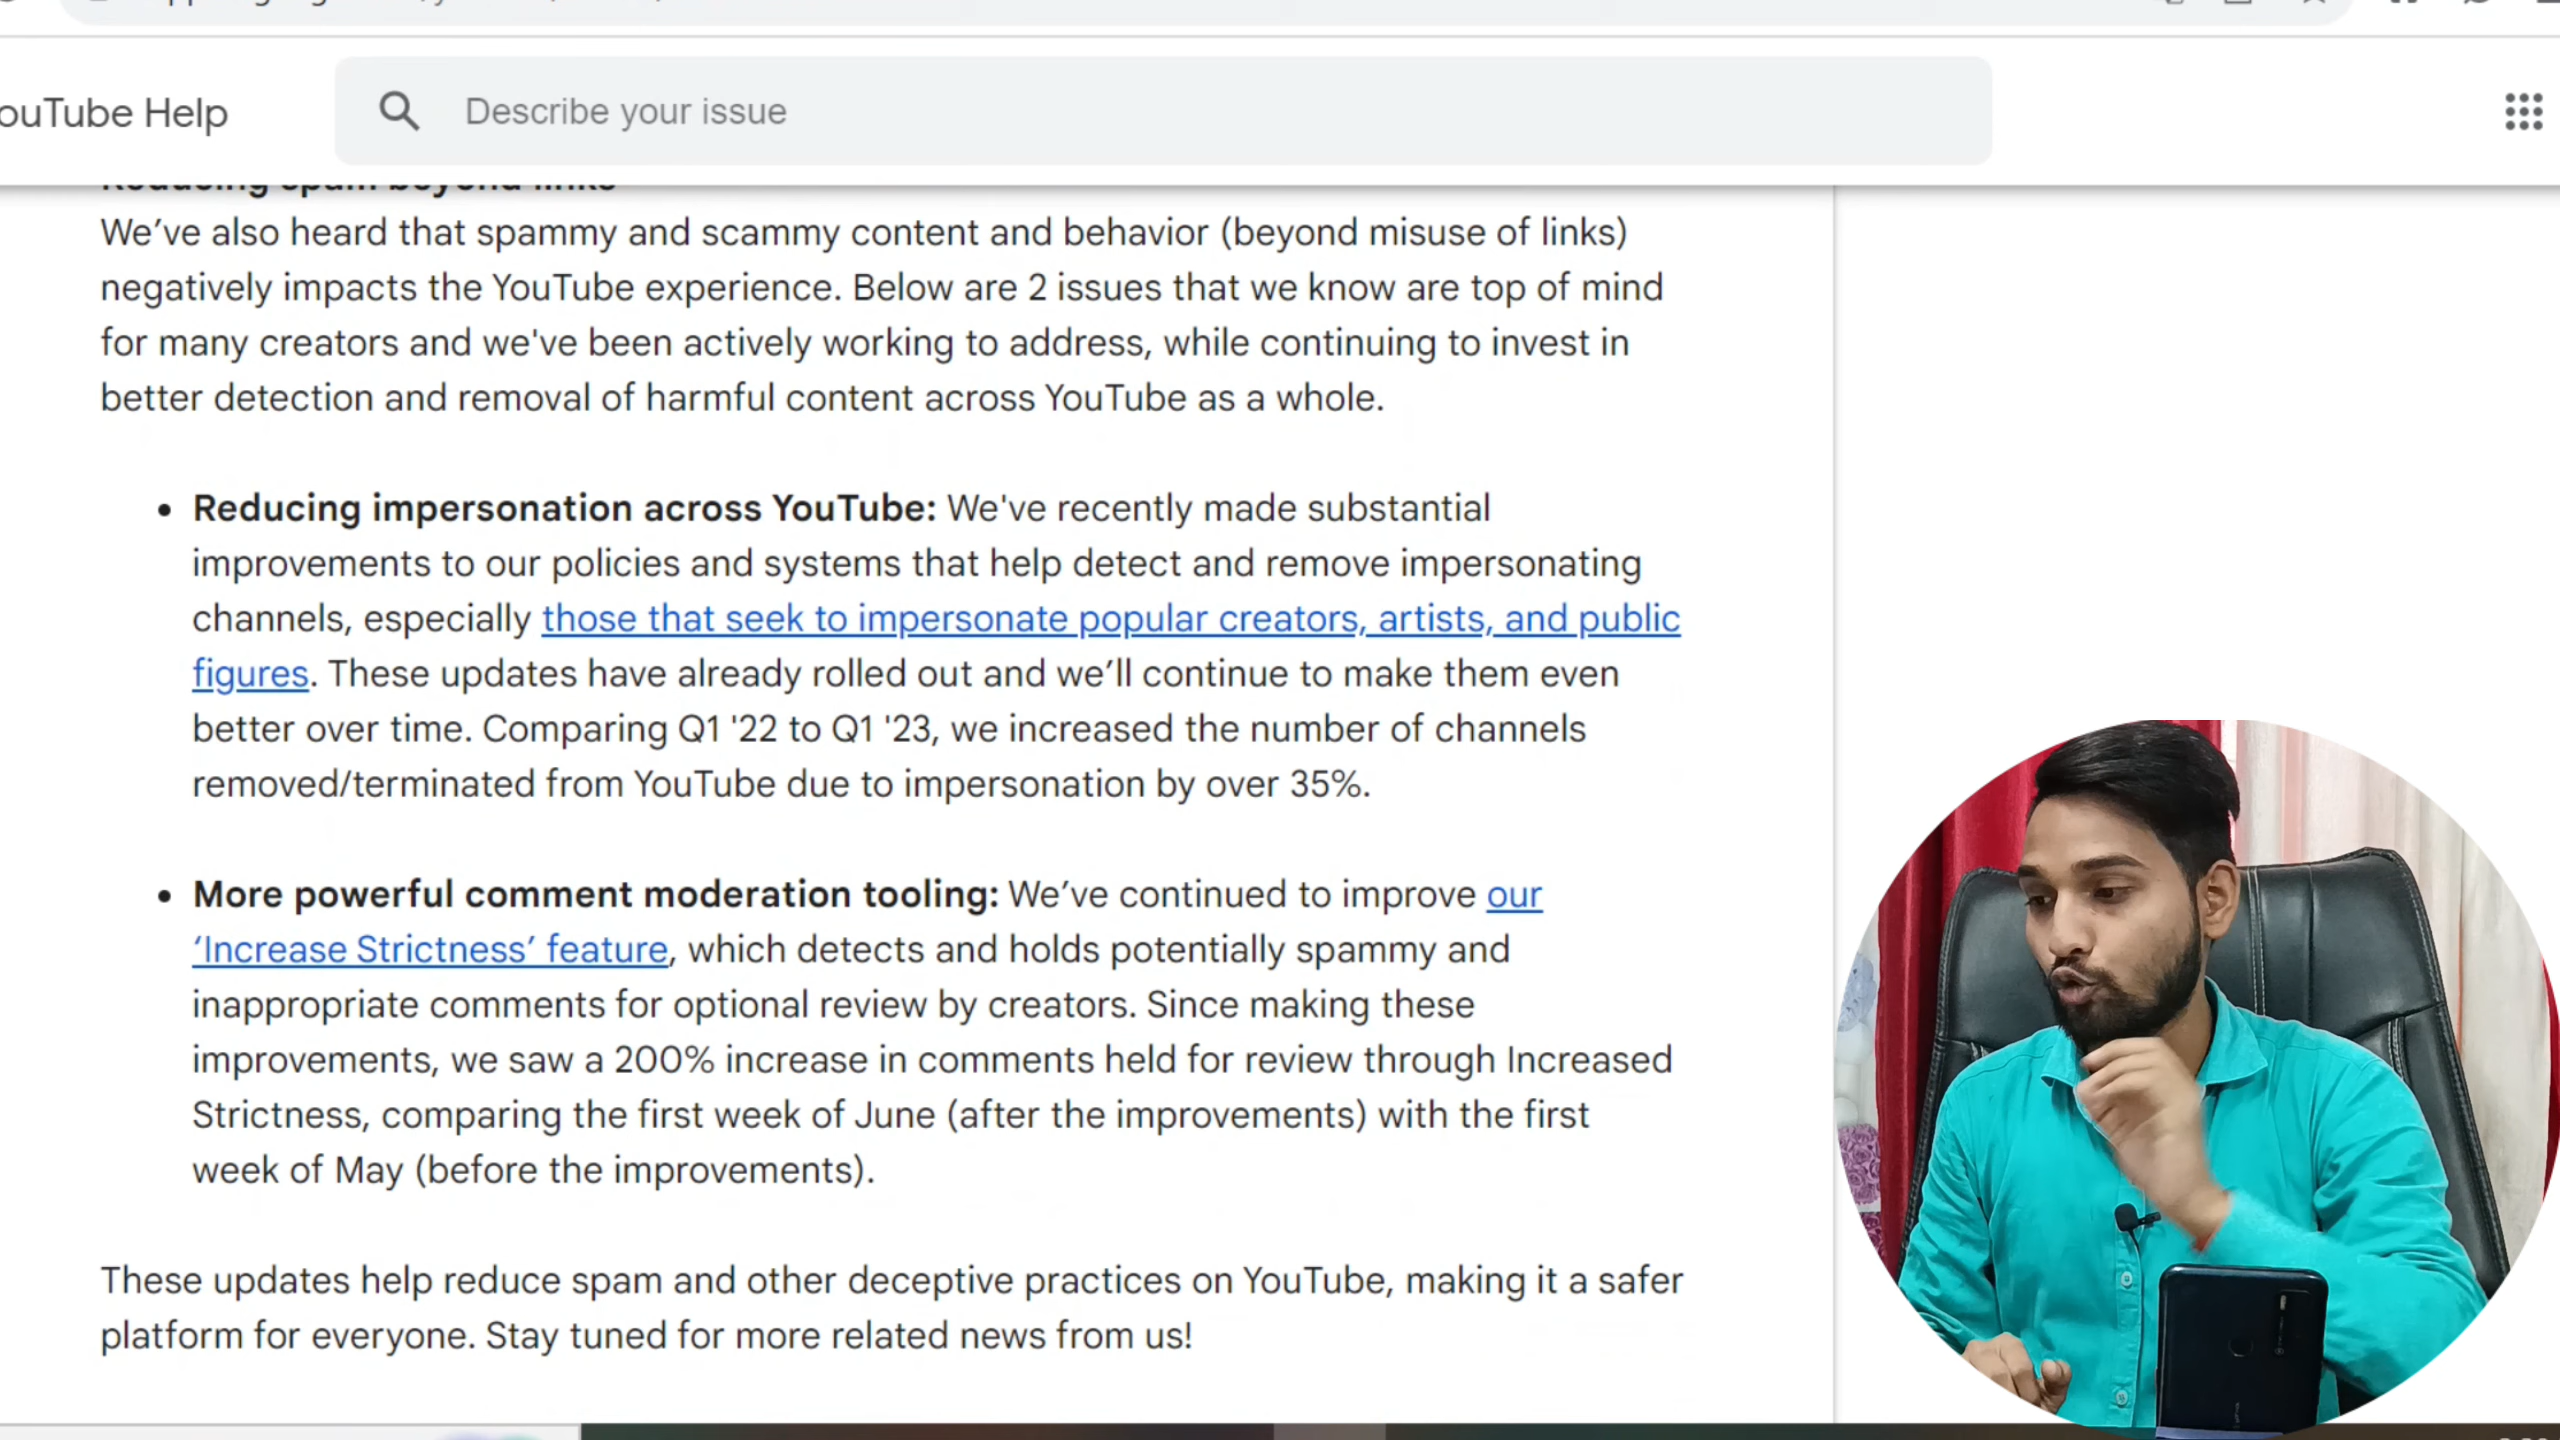 ouTube Help
Describe your issue
Reducing spam beyond links
We’ve also heard that spammy and scammy content and behavior (beyond misuse of links)
negatively impacts the YouTube experience. Below are 2 issues that we know are top of mind
for many creators and we've been actively working to address, while continuing to invest in
better detection and removal of harmful content across YouTube as a whole.
• Reducing impersonation across YouTube: We've recently made substantial
improvements to our policies and systems that help detect and remove impersonating
channels, especially those that seek to impersonate popular creators, artists, and public
figures. These updates have already rolled out and we’ll continue to make them even
better over time. Comparing Q1 '22 to Q1 '23, we increased the number of channels
removed/terminated from YouTube due to impersonation by over 35%.
• More powerful comment moderation tooling: We’ve continued to improve our
‘Increase Strictness’ feature, which detects and holds potentially spammy and
inappropriate comments for optional review by creators. Since making these
improvements, we saw a 200% increase in comments held for review through Increased
Strictness, comparing the first week of June (after the improvements) with the first
week of May (before the improvements).
These updates help reduce spam and other deceptive practices on YouTube, making it a safer
platform for everyone. Stay tuned for more related news from us!